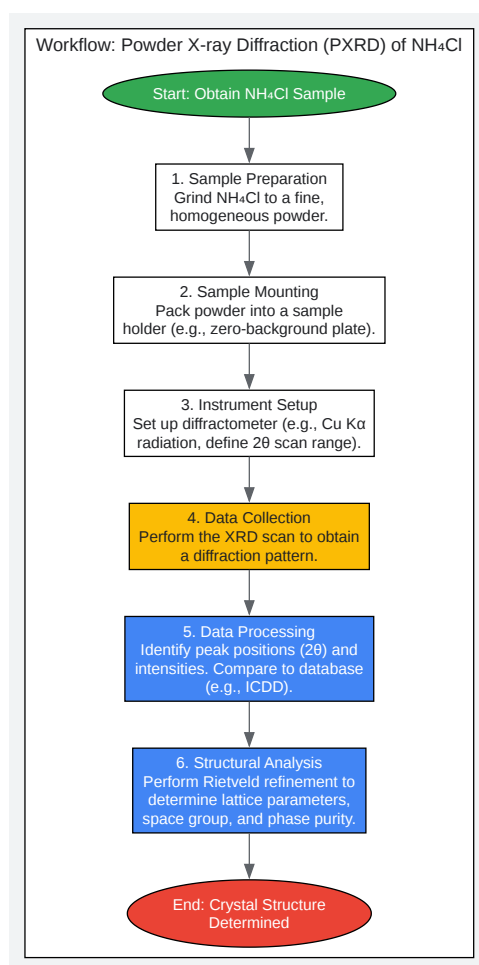 Workflow: Powder X-ray Diffraction (PXRD) of NH₄Cl
Start: Obtain NH₄Cl Sample
1. Sample Preparation
Grind NH₄Cl to a fine,
homogeneous powder.
2. Sample Mounting
Pack powder into a sample
holder (e.g., zero-background plate).
3. Instrument Setup
Set up diffractometer (e.g., Cu Kα
radiation, define 2θ scan range).
4. Data Collection
Perform the XRD scan to obtain
a diffraction pattern.
5. Data Processing
Identify peak positions (2θ) and
intensities. Compare to database
(e.g., ICDD).
6. Structural Analysis
Perform Rietveld refinement to
determine lattice parameters,
space group, and phase purity.
End: Crystal Structure
Determined